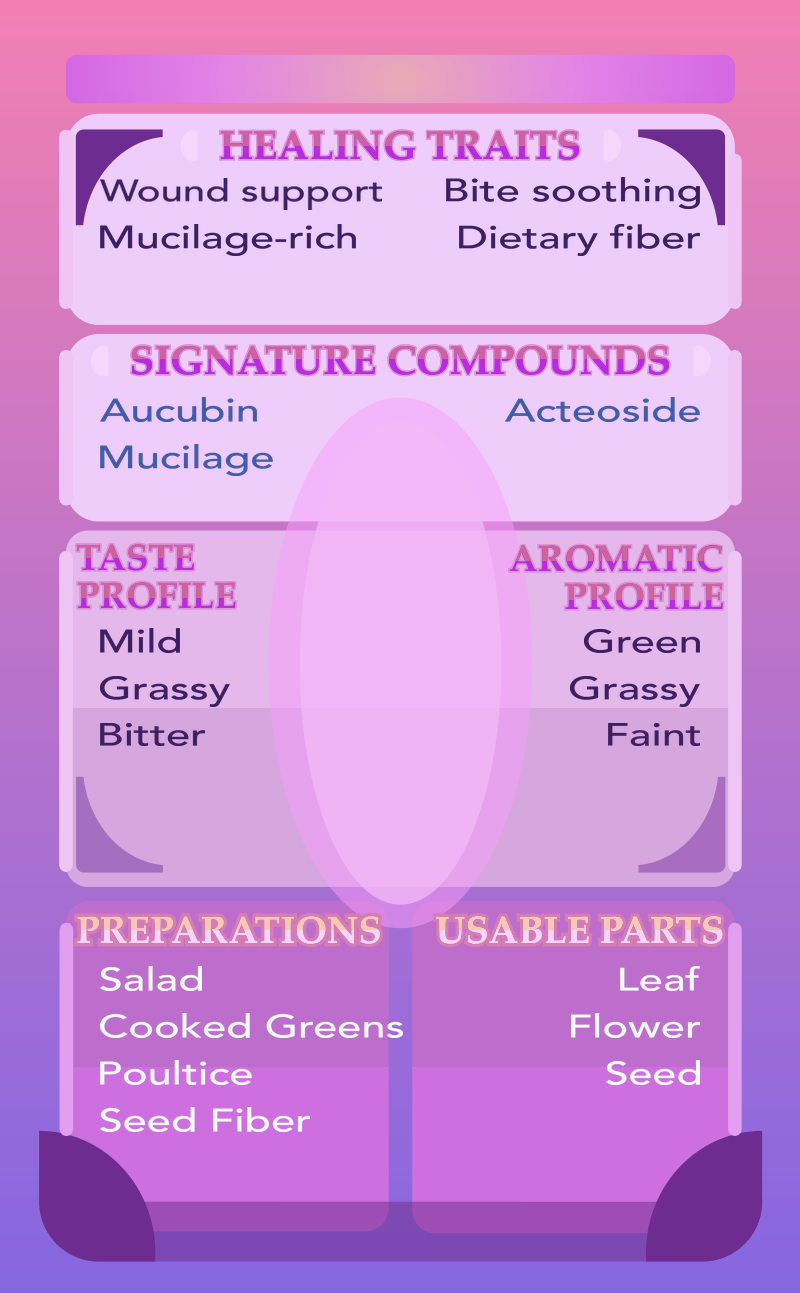 HEALING TRAITS
Wound support
Bite soothing
Mucilage-rich
Dietary fiber
SIGNATURE COMPOUNDS
Aucubin
Acteoside
Mucilage
TASTE
PROFILE
Mild
Grassy
Bitter
AROMATIC
PROFILE
Green
Grassy
Faint
PREPARATIONS
Salad
Cooked Greens
Poultice
Seed Fiber
USABLE PARTS
Leaf
Flower
Seed